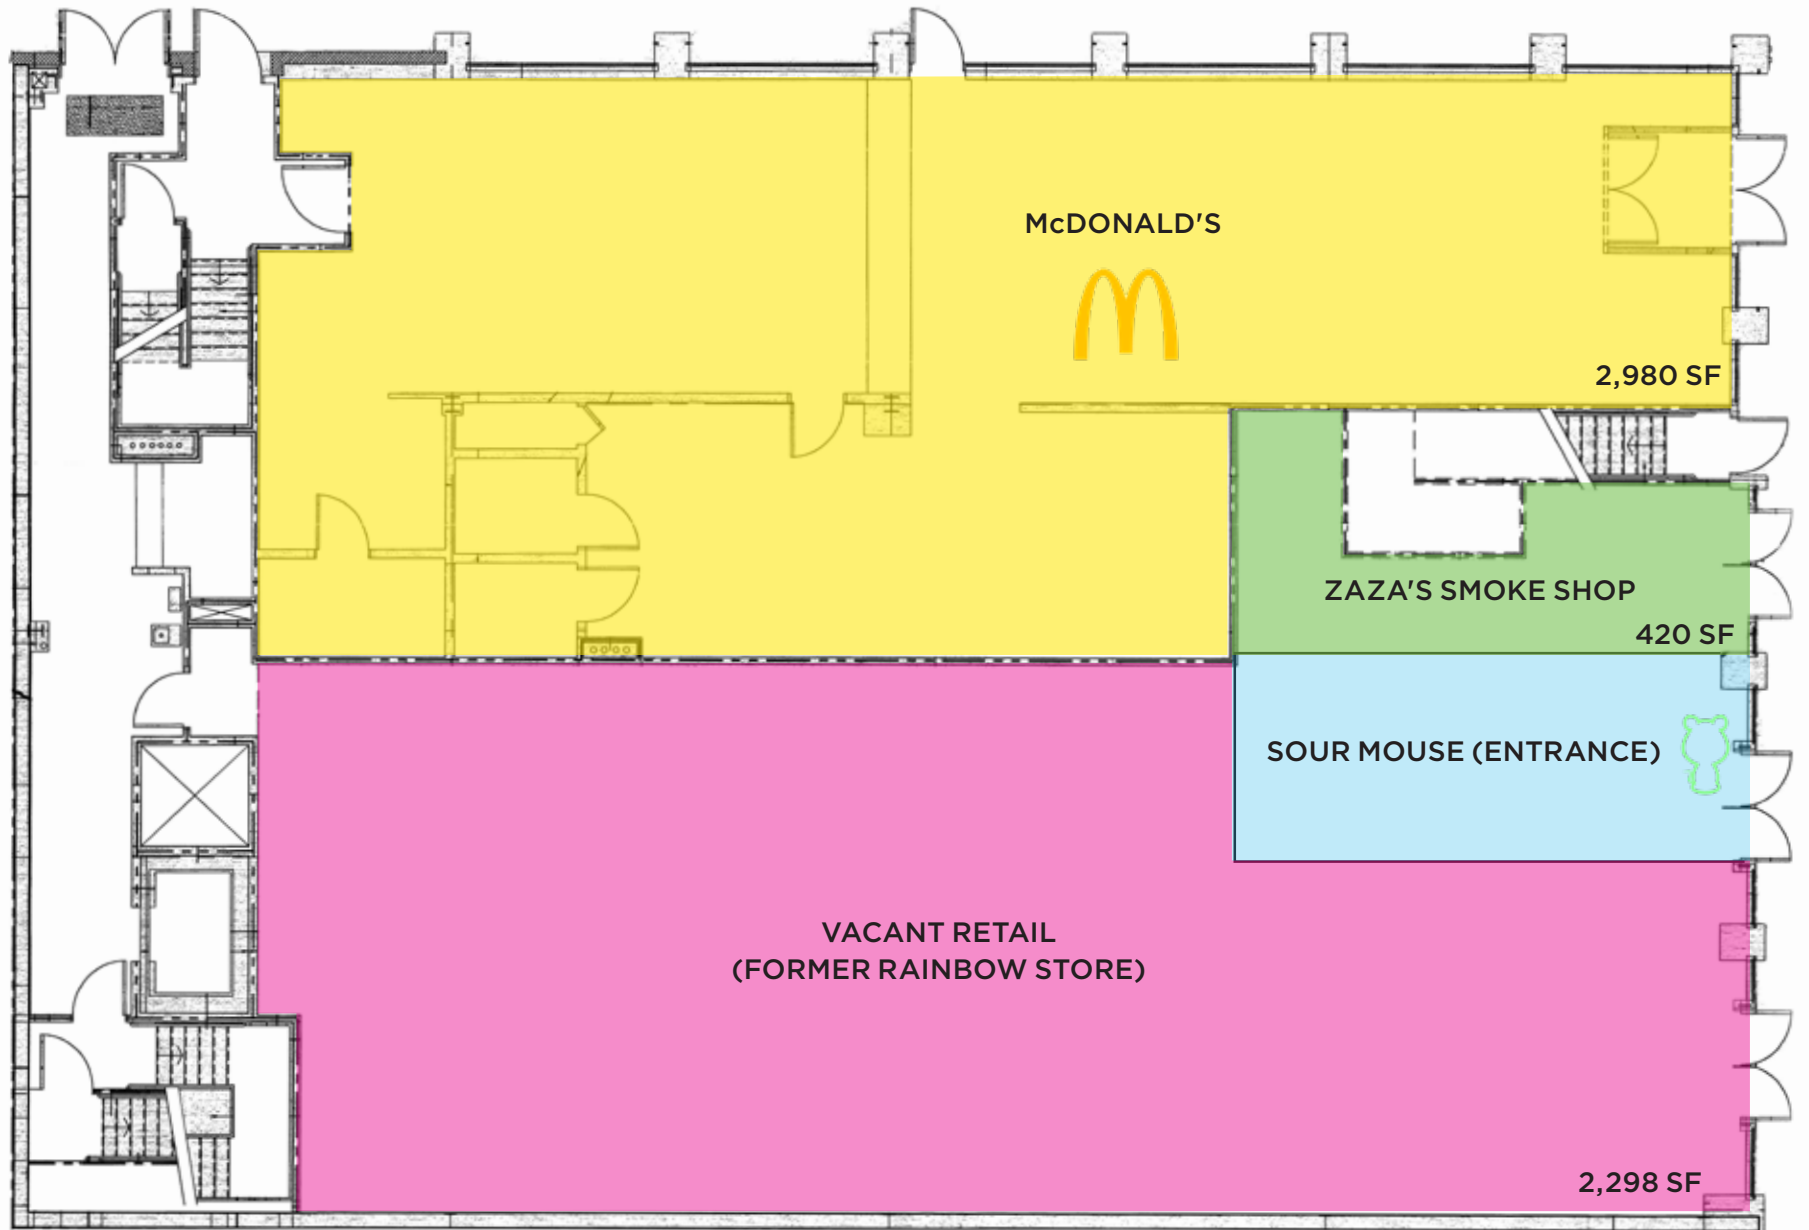 McDONALD'S
2,980 SF
ZAZA'S SMOKE SHOP
420 SF
SOUR MOUSE (ENTRANCE)
VACANT RETAIL
(FORMER RAINBOW STORE)
2,298 SF